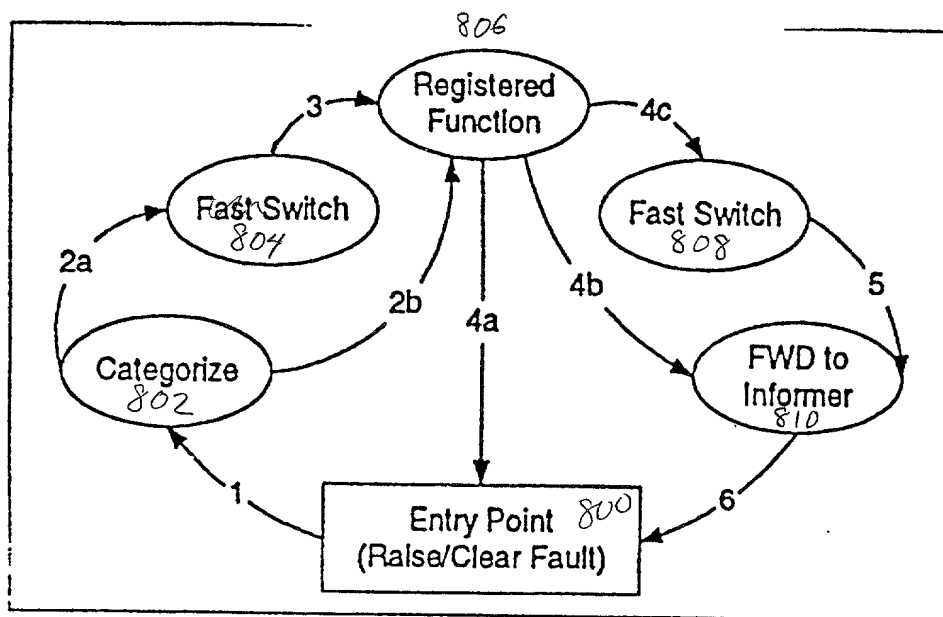 806
Registered
Function
3
4c
Fast Switch
804
Fast Switch
808
2a
2b
4a
4b
5
Categorize
802
FWD to
Informer
810
1
6
Entry Point 800
(Raise/Clear Fault)